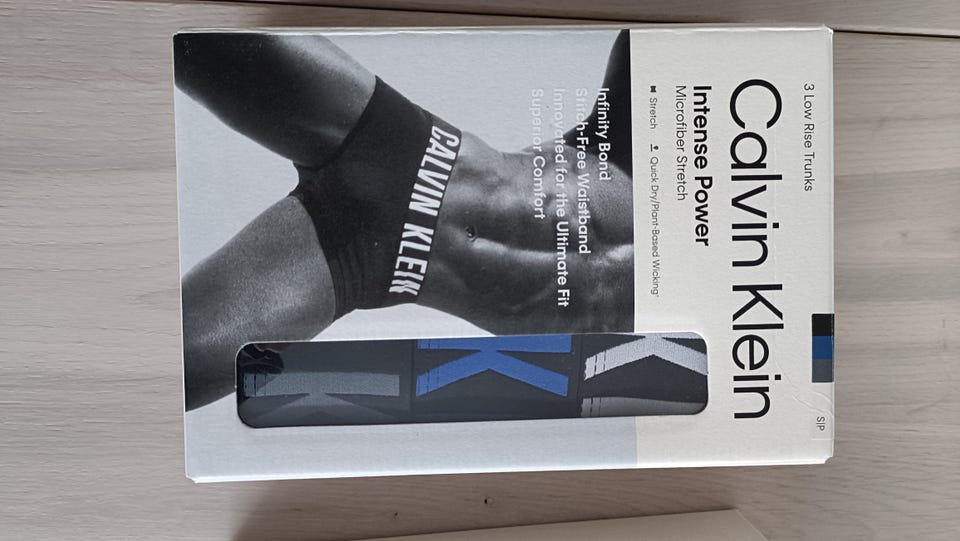 3 Low Rise Trunks
S|P
Calvin Klein
Intense Power
Microfiber Stretch
Stretch
Quick Dry/Plant-Based Wicking*
Infinity Bond
Stitch-Free Waistband
Innovated for the Ultimate Fit
Superior Comfort
CALVIN KLEIN
K
K